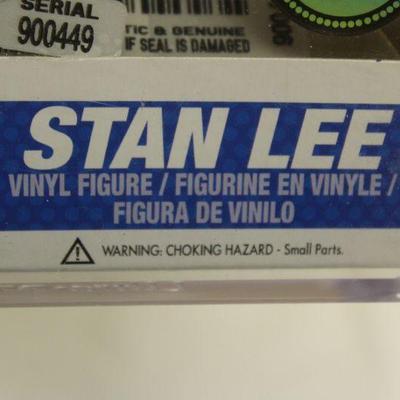 SERIAL
900449
TIC & GENUINE
IF SEAL IS DAMAGED
STAN LEE
VINYL FIGURE / FIGURINE EN VINYLE /
FIGURA DE VINILO
WARNING: CHOKING HAZARD - Small Parts.